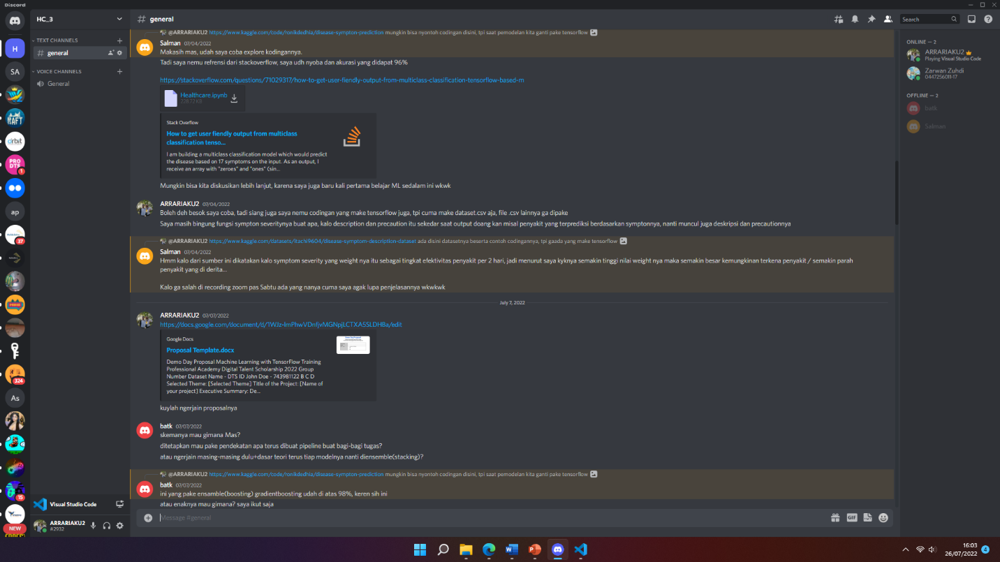 Discord
HC_3
# general
Search
TEXT CHANNELS
# general
VOICE CHANNELS
General
H
SA
orbit
PRO
DTS
1
ap
37
324
As
15
NEW
@ARRARIAKU2 https://www.kaggle.com/code/ronikdedhia/disease-sympton-prediction mungkin bisa nyontoh codingan disini, tpi saat pemodelan kita ganti pake tensorflow
Salman 07/04/2022
Makasih mas, udah saya coba explore kodingannya.
Tadi saya nemu refrensi dari stackoverflow, saya udh nyoba dan akurasi yang didapat 96%
https://stackoverflow.com/questions/71029317/how-to-get-user-fiendly-output-from-multiclass-classification-tensorflow-based-m
Healthcare.ipynb
228.72 KB
Stack Overflow
How to get user fiendly output from multiclass
classification tenso...
I am building a multiclass classification model which would predict
the disease based on 17 symptoms on the input. As an output, I
receive an array with "zeroes" and "ones" (sin...
Mungkin bisa kita diskusikan lebih lanjut, karena saya juga baru kali pertama belajar ML sedalam ini wkwk
ARRARIAKU2 07/04/2022
Boleh deh besok saya coba, tadi siang juga saya nemu codingan yang make tensorflow juga, tpi cuma make dataset.csv aja, file .csv lainnya ga dipake
Saya masih bingung fungsi sympton severitynya buat apa, kalo description dan precaution itu sekedar saat output doang kan misal penyakit yang terprediksi berdasarkan symptonnya, nanti muncul juga deskripsi dan precautionnya
@ARRARIAKU2 https://www.kaggle.com/datasets/itachi9604/disease-symptom-description-dataset ada disini datasetnya beserta contoh codingannya, tpi gaada yang make tensorflow
Salman 07/04/2022
Hmm kalo dari sumber ini dikatakan kalo symptom severity yang weight nya itu sebagai tingkat efektivitas penyakit per 2 hari, jadi menurut saya kyknya semakin tinggi nilai weight nya maka semakin besar kemungkinan terkena penyakit / semakin parah
penyakit yang di derita...
Kalo ga salah di recording zoom pas Sabtu ada yang nanya cuma saya agak lupa penjelasannya wkwkwk
July 7, 2022
ARRARIAKU2 07/07/2022
https://docs.google.com/document/d/1WJz-ImPhwVDnfjvMGNpjLCTXA5SLDHBa/edit
Google Docs
Proposal Template.docx
Demo Day Proposal Machine Learning with TensorFlow Training
Professional Academy Digital Talent Scholarship 2022 Group
Number Dataset Name - DTS ID John Doe - 743981122 B C D
Selected Theme: [Selected Theme] Title of the Project: [Name of
your project] Executive Summary: De...
kuylah ngerjain proposalnya
batk 07/07/2022
skemanya mau gimana Mas?
ditetapkan mau pake pendekatan apa terus dibuat pipeline buat bagi-bagi tugas?
atau ngerjain masing-masing dulu+dasar teori terus tiap modelnya nanti diensemble(stacking)?
@ARRARIAKU2 https://www.kaggle.com/code/ronikdedhia/disease-sympton-prediction mungkin bisa nyontoh codingan disini, tpi saat pemodelan kita ganti pake tensorflow
batk 07/07/2022
ini yang pake ensamble(boosting) gradientboosting udah di atas 98%, keren sih ini
atau enaknya mau gimana? saya ikut saja
Message #general
GIF
Visual Studio Code
ARRARIAKU2
#2932
ONLINE — 2
ARRARIAKU2
Playing Visual Studio Code
Zarwan Zuhdi
0447256011-17
OFFLINE — 2
batk
Salman
16:03
26/07/2022
4